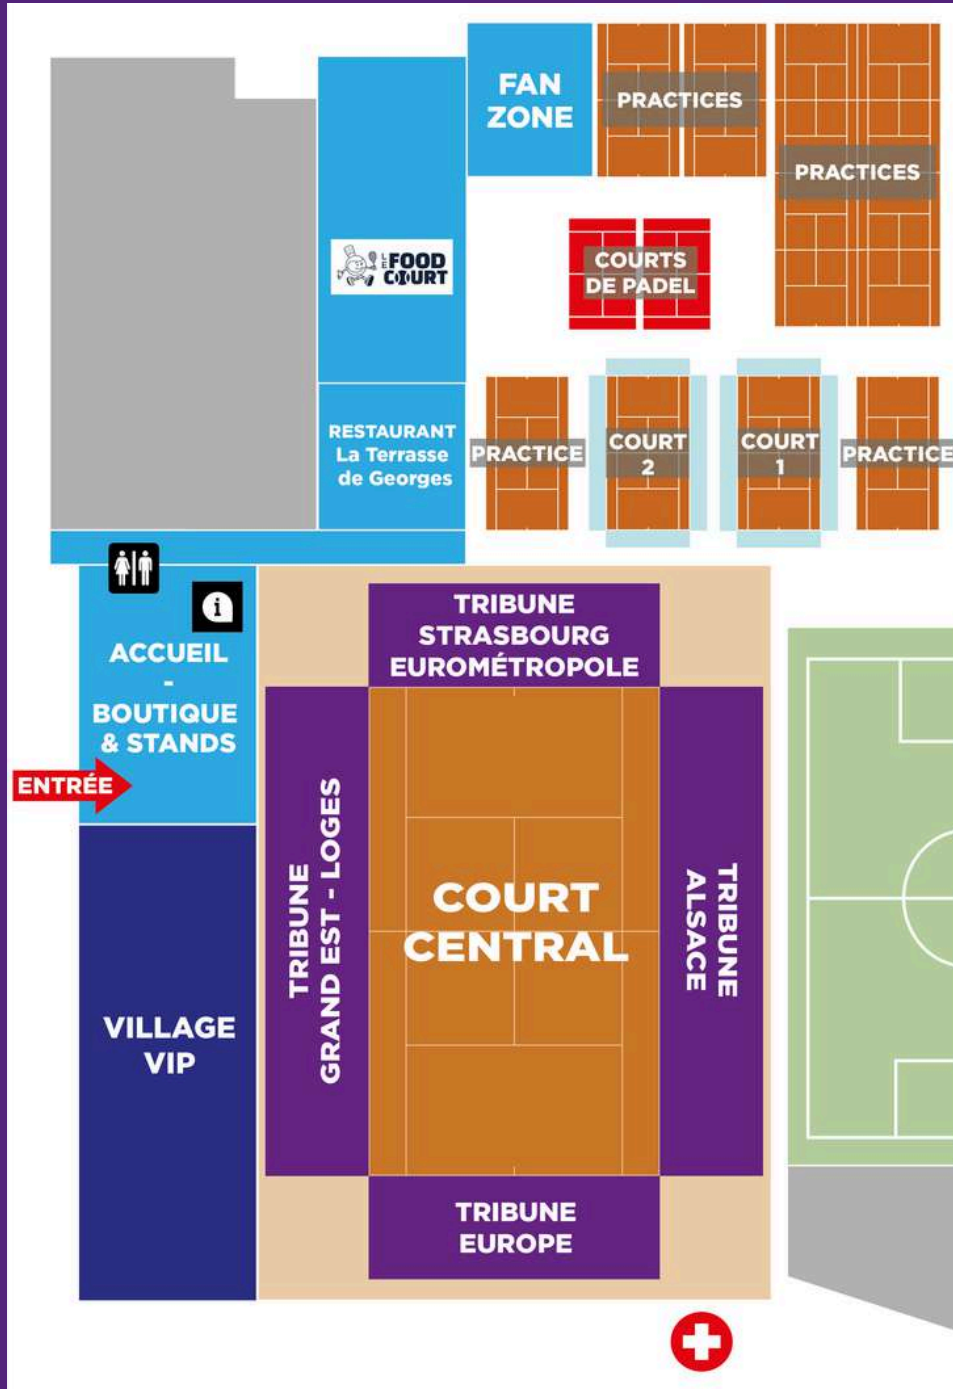 FAN
ZONE
PRACTICES
PRACTICES
LE
FOOD
COURT
COURTS
DE PADEL
RESTAURANT
La Terrasse
de Georges
PRACTICE
COURT
2
COURT
1
PRACTICE
i
ACCUEIL
-
BOUTIQUE
& STANDS
ENTRÉE
TRIBUNE
STRASBOURG
EUROMÉTROPOLE
TRIBUNE
GRAND EST - LOGES
COURT
CENTRAL
TRIBUNE
ALSACE
VILLAGE
VIP
TRIBUNE
EUROPE